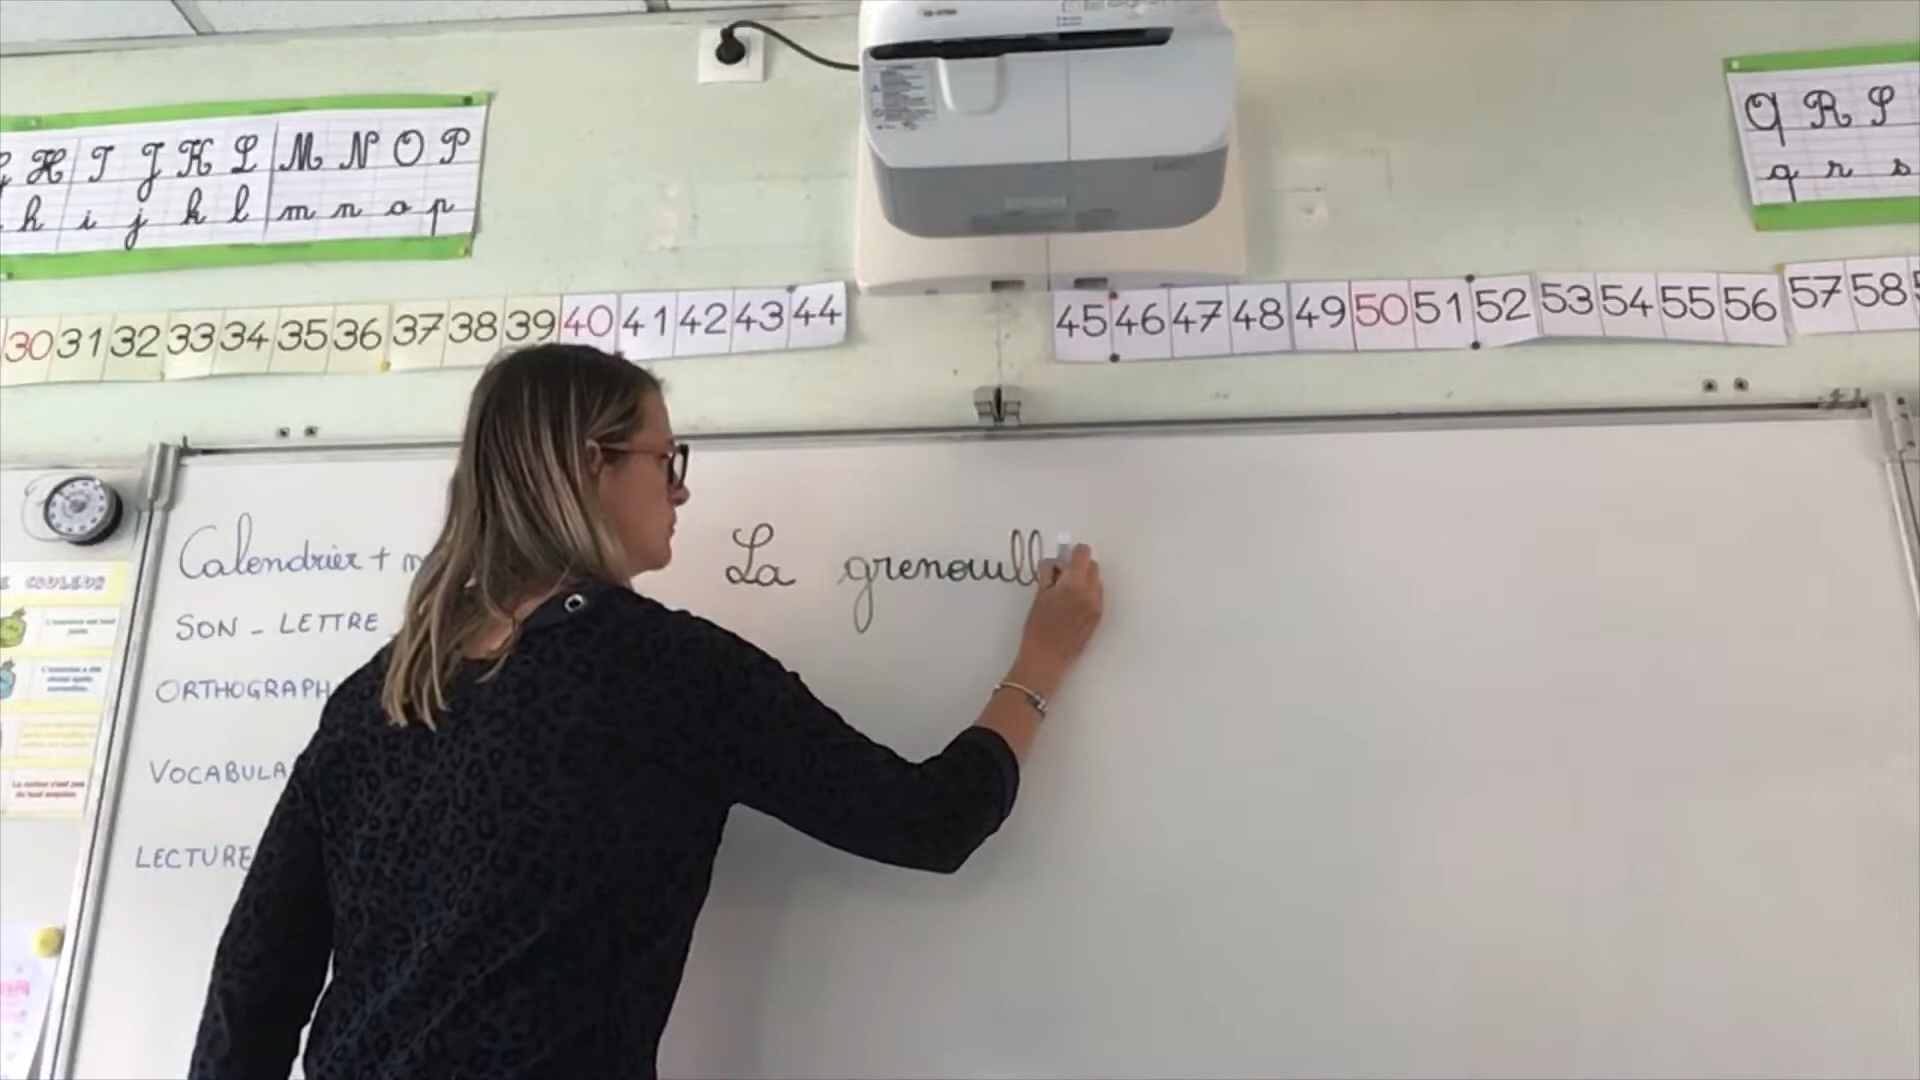 H I J K L M N O P
h i j k l m n o p
Q R S
q r s
30 31 32 33 34 35 36 37 38 39 40 41 42 43 44
45 46 47 48 49 50 51 52 53 54 55 56 57 58
EPSON
Calendrier + m
La grenouill
SON - LETTRE
ORTHOGRAPH
VOCABULA
LECTURE